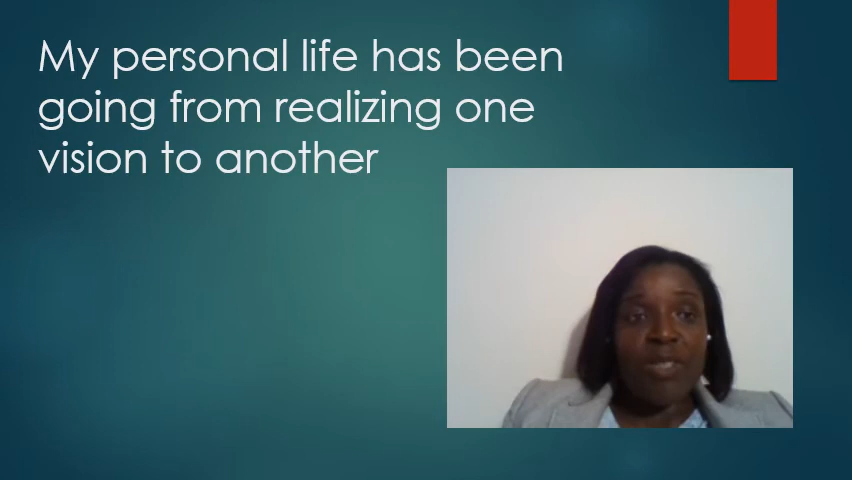 My personal life has been
going from realizing one
vision to another